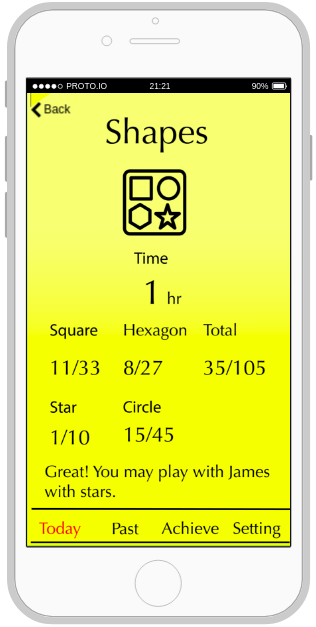 PROTO.IO 21:21 90%
Back
Shapes
Time
1 hr
Square Hexagon Total
11/33 8/27 35/105
Star Circle
1/10 15/45
Great! You may play with James
with stars.
Today Past Achieve Setting